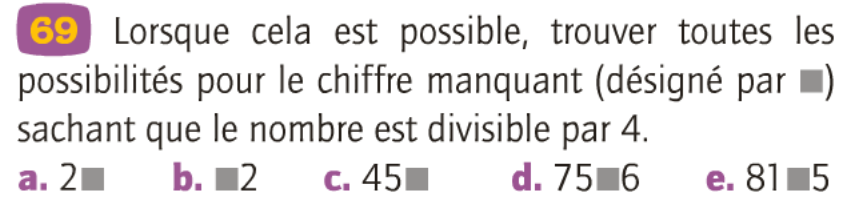 69 Lorsque cela est possible, trouver toutes les
possibilités pour le chiffre manquant (désigné par ■)
sachant que le nombre est divisible par 4.
a. 2■ b. ■2 c. 45■ d. 75■6 e. 81■5